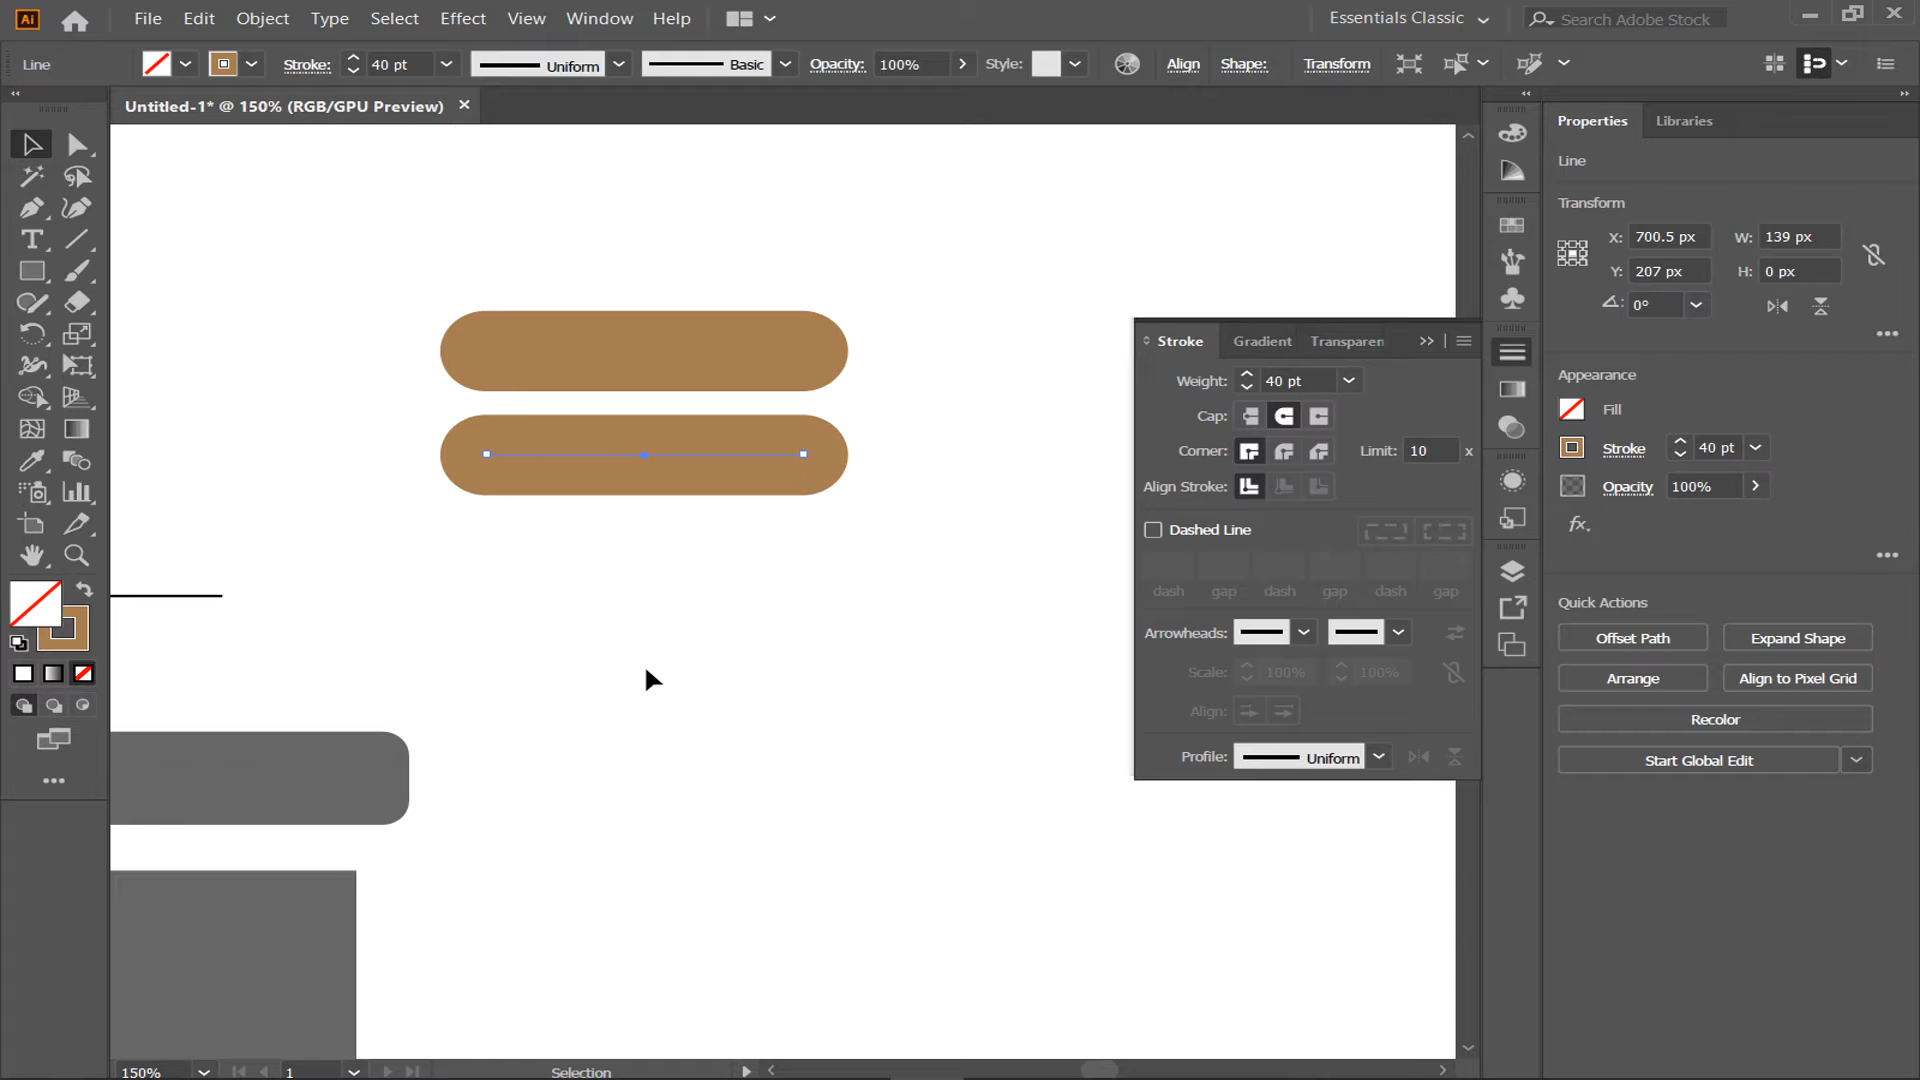 Ai File Edit Object Type Select Effect View Window Help Essentials Classic Search Adobe Stock
Line Stroke: 40 pt Uniform Basic Opacity: 100% Style: Align Shape: Transform
Untitled-1* @ 150% (RGB/GPU Preview)
Properties Libraries
Line
Transform
X: 700.5 px W: 139 px
Y: 207 px H: 0 px
0°
Appearance
Fill
Stroke 40 pt
Opacity 100%
fx.
Quick Actions
Offset Path Expand Shape
Arrange Align to Pixel Grid
Recolor
Start Global Edit
Stroke Gradient Transparen
Weight: 40 pt
Cap:
Corner: Limit: 10 x
Align Stroke:
Dashed Line
dash gap dash gap dash gap
Arrowheads:
Scale: 100% 100%
Align:
Profile: Uniform
150% 1 Selection